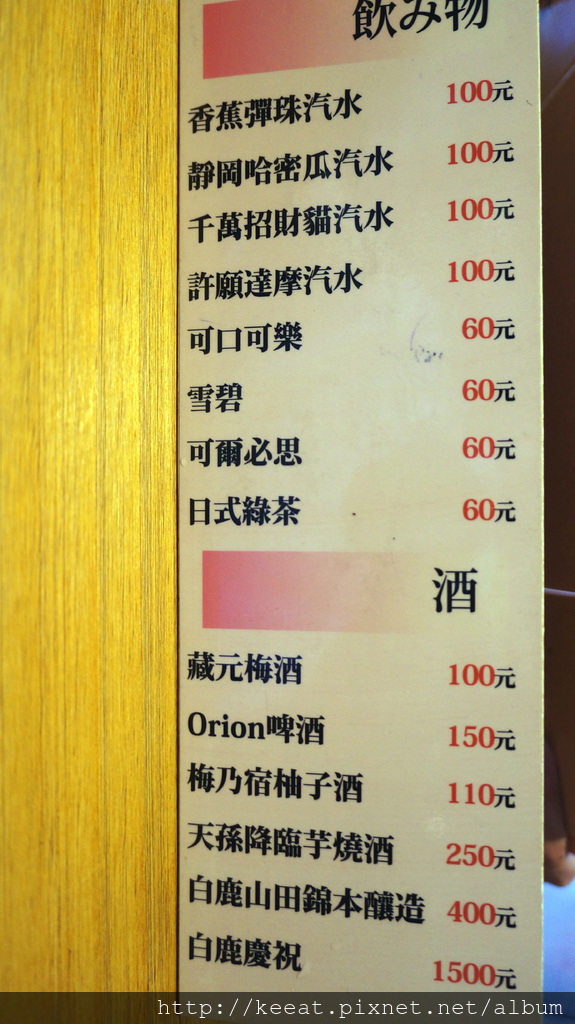 飲み物
香蕉彈珠汽水 100元
靜岡哈密瓜汽水 100元
千萬招財貓汽水 100元
許願達摩汽水 100元
可口可樂 60元
雪碧 60元
可爾必思 60元
日式綠茶 60元
酒
藏元梅酒 100元
Orion啤酒 150元
梅乃宿柚子酒 110元
天孫降臨芋燒酒 250元
白鹿山田錦本釀造 400元
白鹿慶祝 1500元
http://keeat.pixnet.net/album